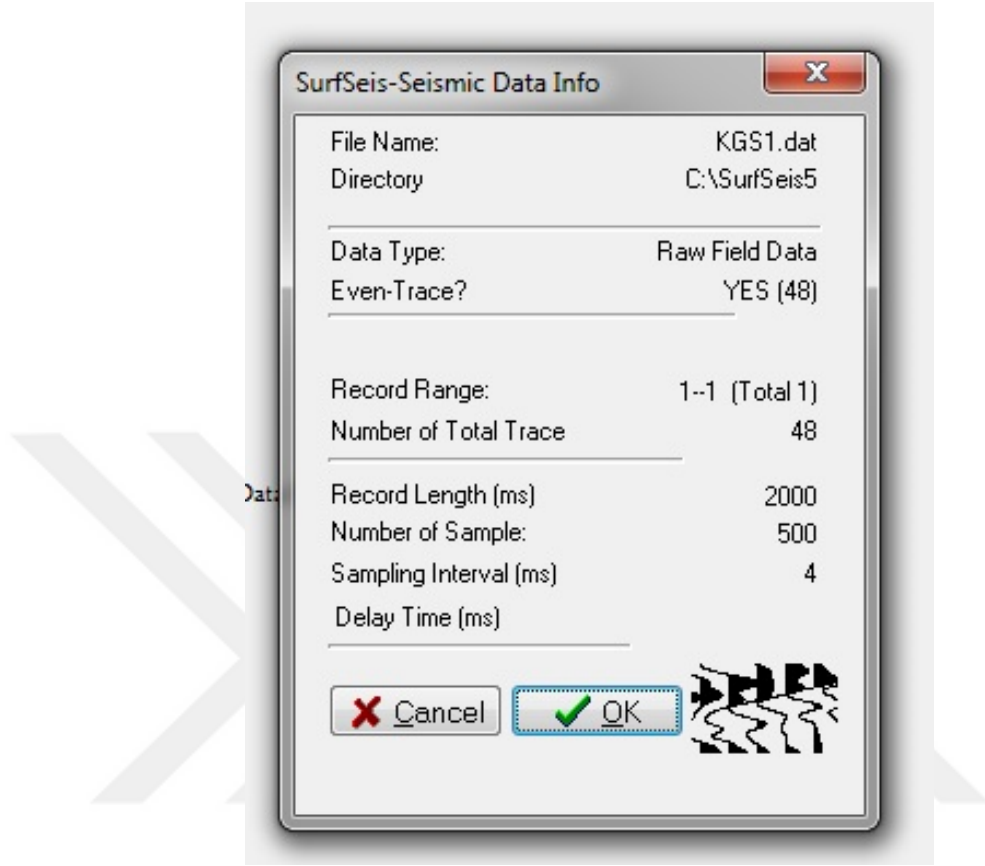 SurfSeis-Seismic Data Info
File Name: KGS1.dat
Directory C:\SurfSeis5
Data Type: Raw Field Data
Even-Trace? YES (48)
Record Range: 1--1 (Total 1)
Number of Total Trace 48
Data
Record Length (ms) 2000
Number of Sample: 500
Sampling Interval (ms) 4
Delay Time (ms)
Cancel OK